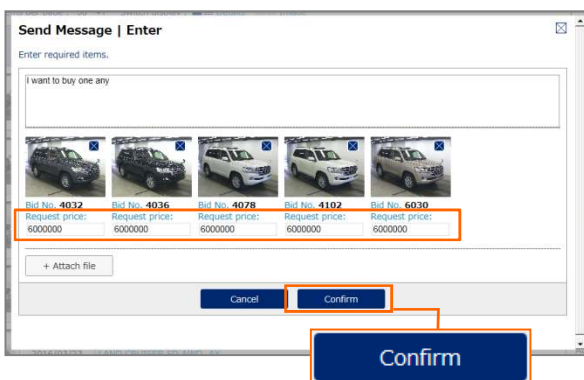 Send Message | Enter
Enter required items.
I want to buy one any
Bid No. 4032 Bid No. 4036 Bid No. 4078 Bid No. 4102 Bid No. 6030
Request price: Request price: Request price: Request price: Request price:
6000000 6000000 6000000 6000000 6000000
+ Attach file
Cancel Confirm
Confirm